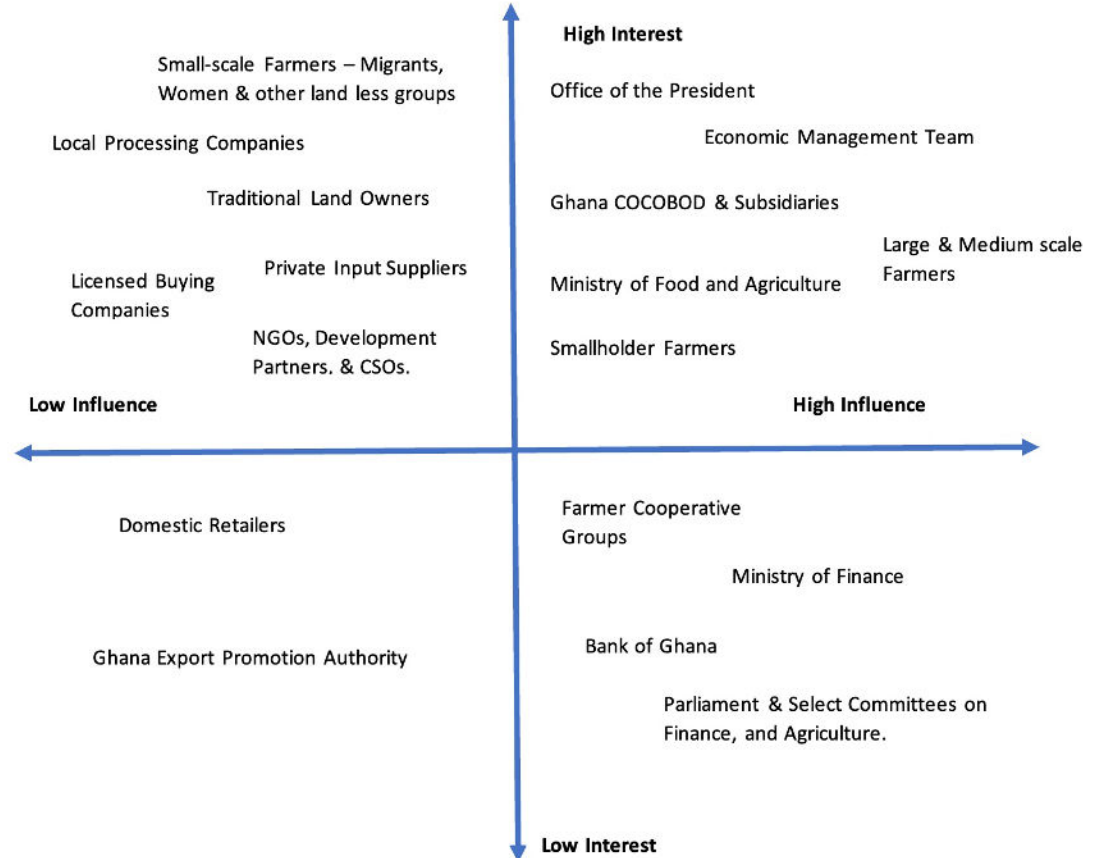 High Interest
Small-scale Farmers – Migrants,
Women & other land less groups
Office of the President
Local Processing Companies
Economic Management Team
Traditional Land Owners
Ghana COCOBOD & Subsidiaries
Large & Medium scale
Farmers
Private Input Suppliers
Licensed Buying
Companies
Ministry of Food and Agriculture
NGOs, Development
Partners. & CSOs.
Smallholder Farmers
Low Influence
High Influence
Domestic Retailers
Farmer Cooperative
Groups
Ministry of Finance
Ghana Export Promotion Authority
Bank of Ghana
Parliament & Select Committees on
Finance, and Agriculture.
Low Interest